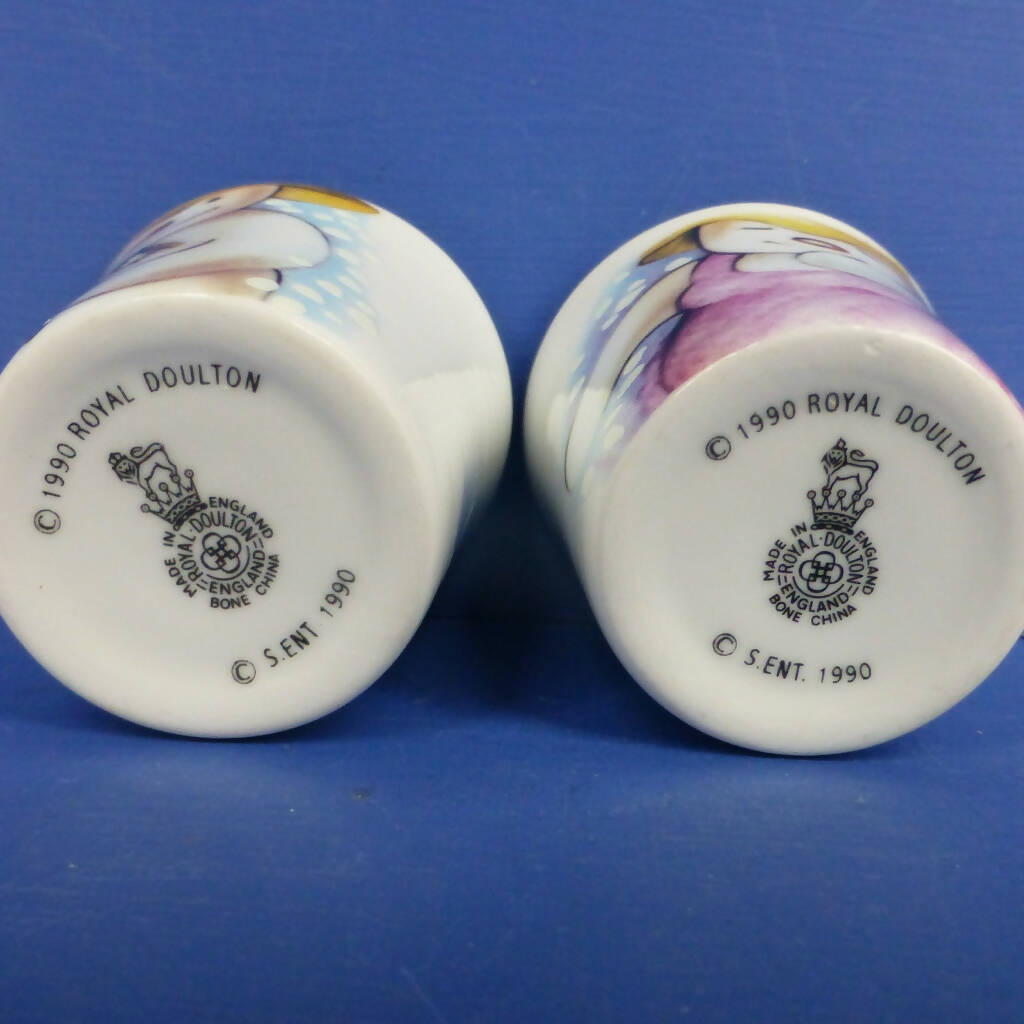 © 1990 ROYAL DOULTON
MADE IN ENGLAND
ROYAL·DOULTON
ENGLAND
BONE CHINA
© S.ENT. 1990
© 1990 ROYAL DOULTON
MADE IN ENGLAND
ROYAL·DOULTON
ENGLAND
BONE CHINA
© S.ENT. 1990